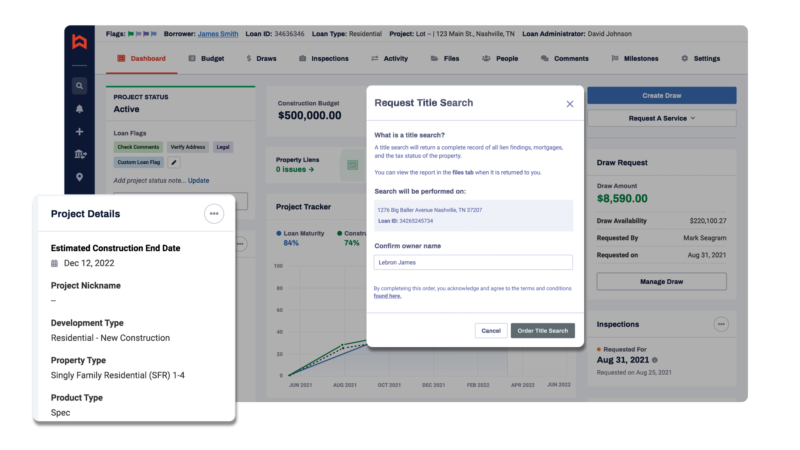 Flags: Borrower: James Smith Loan ID: 34636346 Loan Type: Residential Project: Lot – | 123 Main St., Nashville, TN Loan Administrator: David Johnson
Dashboard Budget $ Draws Inspections Activity Files People Comments Milestones Settings
PROJECT STATUS
Active
Loan Flags
Check Comments Verify Address Legal
Custom Loan Flag
Add project status note... Update
Construction Budget
$500,000.00
Property Liens
0 issues →
Project Tracker
Loan Maturity
84%
74%
100
80
60
40
20
0
JUN 2021 AUG 2021 OCT 2021 DEC 2021 FEB 2022 APR 2022 JUN 2022
Request Title Search
What is a title search?
A title search will return a complete record of all lien findings, mortgages,
and the tax status of the property.
You can view the report in the files tab when it is returned to you.
Search will be performed on:
1276 Big Baller Avenue Nashville, TN 37207
Loan ID: 34265245734
Confirm owner name
Lebron James
By completeing this order, you acknowledge and agree to the terms and conditions
found here.
Cancel Order Title Search
Create Draw
Request A Service
Draw Request
Draw Amount
$8,590.00
Draw Availability $220,100.27
Requested By Mark Seagram
Requested on Aug 31, 2021
Manage Draw
Inspections
Requested For
Aug 31, 2021
Requested on Aug 25, 2021
Project Details
Estimated Construction End Date
Dec 12, 2022
Project Nickname
–
Development Type
Residential - New Construction
Property Type
Singly Family Residential (SFR) 1-4
Product Type
Spec